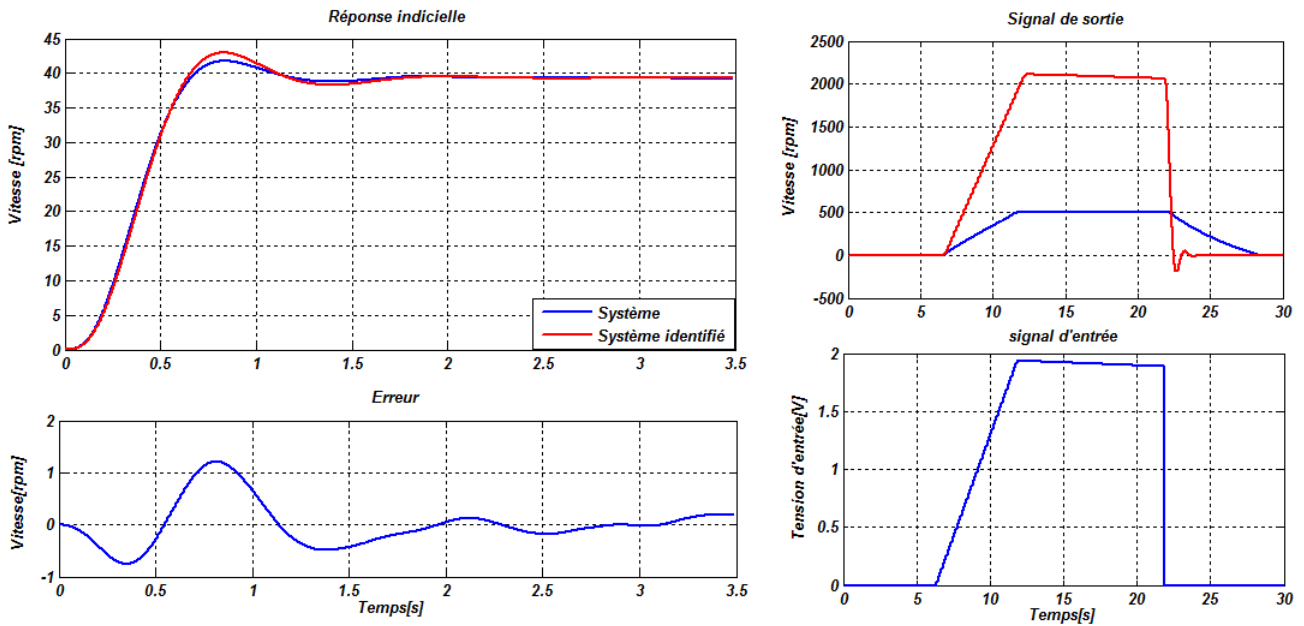 Réponse indicielle
Vitesse [rpm]
45
40
35
30
25
20
15
10
5
0
0 0.5 1 1.5 2 2.5 3 3.5
Système
Système identifié
Erreur
Vitesse[rpm]
2
1
0
-1
0 0.5 1 1.5 2 2.5 3 3.5
Temps[s]
Signal de sortie
Vitesse [rpm]
2500
2000
1500
1000
500
0
-500
0 5 10 15 20 25 30
signal d'entrée
Tension d'entrée[V]
2
1.5
1
0.5
0
0 5 10 15 20 25 30
Temps[s]